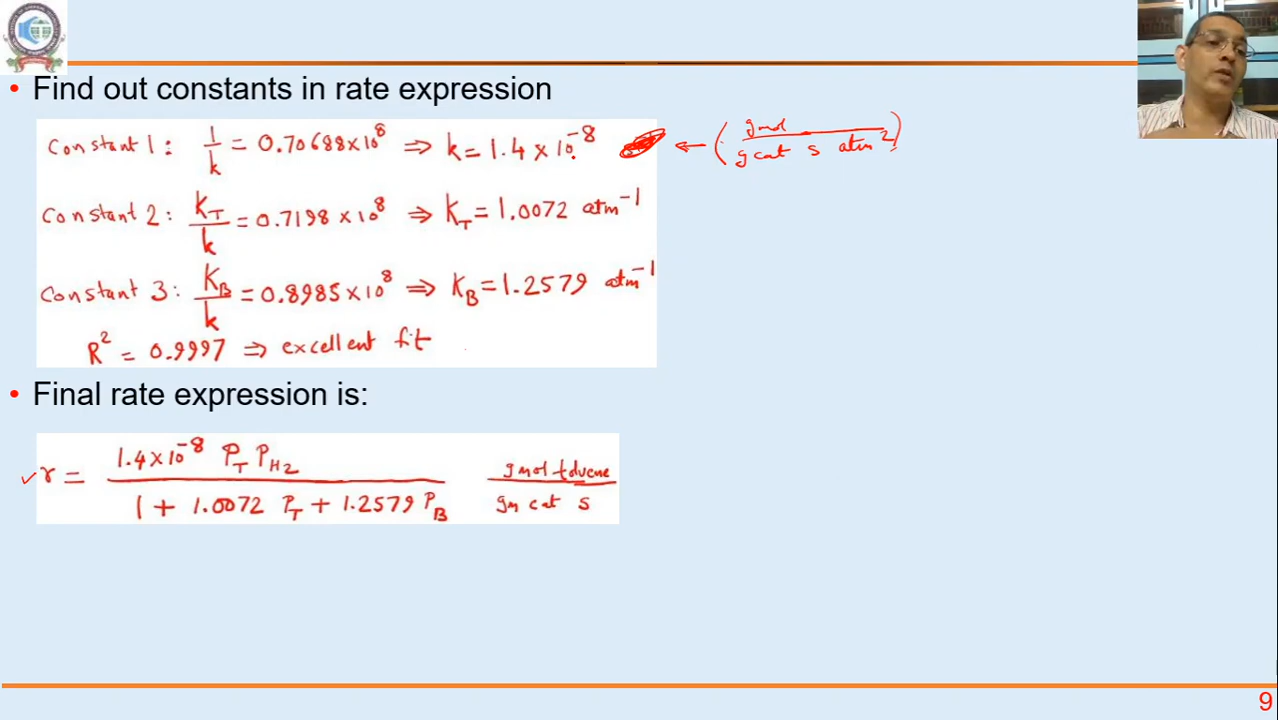 • Find out constants in rate expression
Constant 1: 1/k = 0.70688×10^8 ⇒ k = 1.4 × 10^-8 ← (gmol / g cat s atm^2)
Constant 2: K_T/k = 0.7198 × 10^8 ⇒ K_T = 1.0072 atm^-1
Constant 3: K_B/k = 0.8985×10^8 ⇒ K_B = 1.2579 atm^-1
R^2 = 0.9997 ⇒ excellent fit
• Final rate expression is:
✓ r = 1.4×10^-8 P_T P_H2 / 1 + 1.0072 P_T + 1.2579 P_B gmol toluene / gm cat s
9